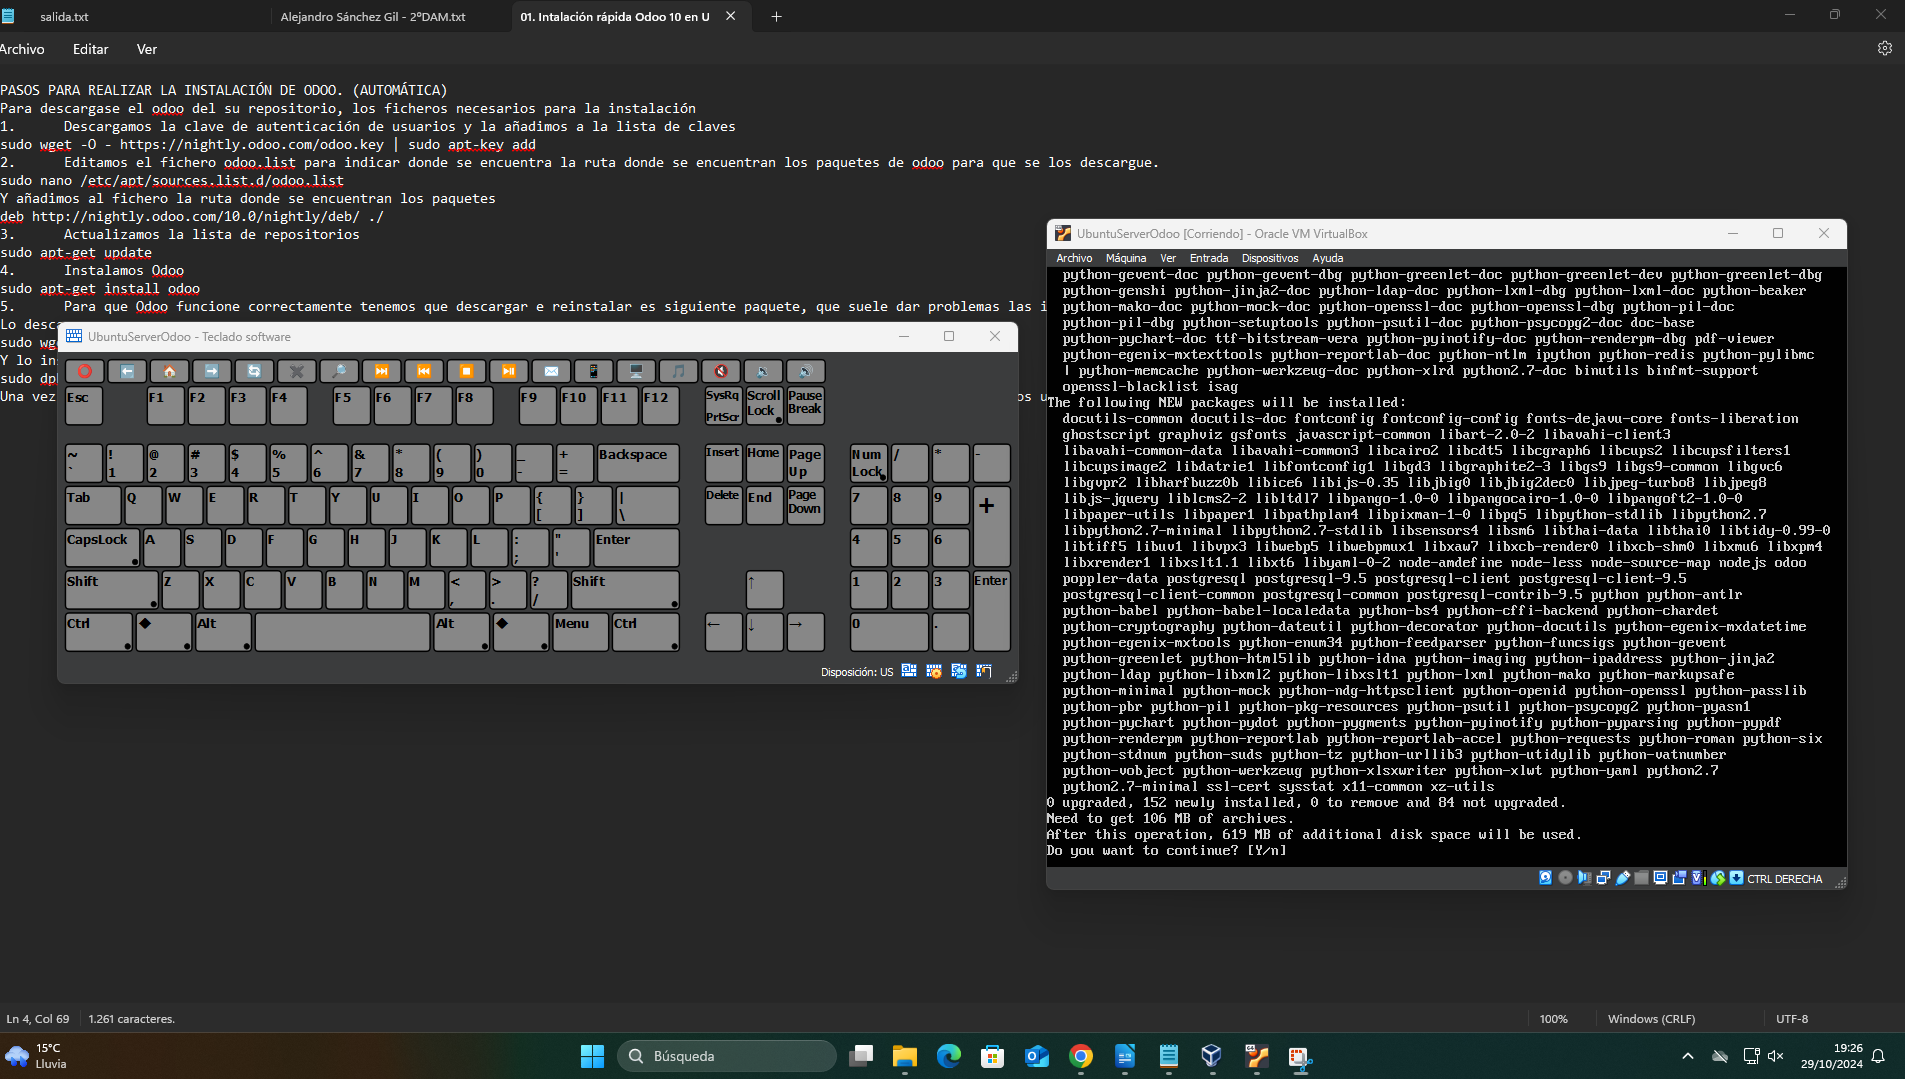 salida.txt
Alejandro Sánchez Gil - 2ºDAM.txt
01. Intalación rápida Odoo 10 en U
Archivo
Editar
Ver
PASOS PARA REALIZAR LA INSTALACIÓN DE ODOO. (AUTOMÁTICA)
Para descargase el odoo del su repositorio, los ficheros necesarios para la instalación
1. Descargamos la clave de autenticación de usuarios y la añadimos a la lista de claves
sudo wget -O - https://nightly.odoo.com/odoo.key | sudo apt-key add
2. Editamos el fichero odoo.list para indicar donde se encuentra la ruta donde se encuentran los paquetes de odoo para que se los descargue.
sudo nano /etc/apt/sources.list.d/odoo.list
Y añadimos al fichero la ruta donde se encuentran los paquetes
deb http://nightly.odoo.com/10.0/nightly/deb/ ./
3. Actualizamos la lista de repositorios
sudo apt-get update
4. Instalamos Odoo
sudo apt-get install odoo
5. Para que Odoo funcione correctamente tenemos que descargar e reinstalar es siguiente paquete, que suele dar problemas las i
Lo desca
sudo wg
Y lo in
sudo dp
Una vez
os u
UbuntuServerOdoo - Teclado software
Esc F1 F2 F3 F4 F5 F6 F7 F8 F9 F10 F11 F12 SysRq PrtScr Scroll Lock Pause Break
~ ` ! 1 @ 2 # 3 $ 4 % 5 ^ 6 & 7 * 8 ( 9 ) 0 _ - + = Backspace Insert Home Page Up Num Lock / * -
Tab Q W E R T Y U I O P { [ } ] | \ Delete End Page Down 7 8 9 +
CapsLock A S D F G H J K L : ; " ' Enter 4 5 6
Shift Z X C V B N M < , > . ? / Shift ↑ 1 2 3 Enter
Ctrl ◆ Alt Alt ◆ Menu Ctrl ← ↓ → 0 .
Disposición: US
UbuntuServerOdoo [Corriendo] - Oracle VM VirtualBox
Archivo Máquina Ver Entrada Dispositivos Ayuda
python-gevent-doc python-gevent-dbg python-greenlet-doc python-greenlet-dev python-greenlet-dbg
python-genshi python-jinja2-doc python-ldap-doc python-lxml-dbg python-lxml-doc python-beaker
python-mako-doc python-mock-doc python-openssl-doc python-openssl-dbg python-pil-doc
python-pil-dbg python-setuptools python-psutil-doc python-psycopg2-doc doc-base
python-pychart-doc ttf-bitstream-vera python-pyinotify-doc python-renderpm-dbg pdf-viewer
python-egenix-mxtexttools python-reportlab-doc python-ntlm ipython python-redis python-pylibmc
| python-memcache python-werkzeug-doc python-xlrd python2.7-doc binutils binfmt-support
openssl-blacklist isag
The following NEW packages will be installed:
docutils-common docutils-doc fontconfig fontconfig-config fonts-dejavu-core fonts-liberation
ghostscript graphviz gsfonts javascript-common libart-2.0-2 libavahi-client3
libavahi-common-data libavahi-common3 libcairo2 libcdt5 libcgraph6 libcups2 libcupsfilters1
libcupsimage2 libdatrie1 libfontconfig1 libgd3 libgraphite2-3 libgs9 libgs9-common libgvc6
libgvpr2 libharfbuzz0b libice6 libijs-0.35 libjbig0 libjbig2dec0 libjpeg-turbo8 libjpeg8
libjs-jquery liblcms2-2 libltdl7 libpango-1.0-0 libpangocairo-1.0-0 libpangoft2-1.0-0
libpaper-utils libpaper1 libpathplan4 libpixman-1-0 libpq5 libpython-stdlib libpython2.7
libpython2.7-minimal libpython2.7-stdlib libsensors4 libsm6 libthai-data libthai0 libtidy-0.99-0
libtiff5 libuv1 libvpx3 libwebp5 libwebpmux1 libxaw7 libxcb-render0 libxcb-shm0 libxmu6 libxpm4
libxrender1 libxslt1.1 libxt6 libyaml-0-2 node-amdefine node-less node-source-map nodejs odoo
poppler-data postgresql postgresql-9.5 postgresql-client postgresql-client-9.5
postgresql-client-common postgresql-common postgresql-contrib-9.5 python python-antlr
python-babel python-babel-localedata python-bs4 python-cffi-backend python-chardet
python-cryptography python-dateutil python-decorator python-docutils python-egenix-mxdatetime
python-egenix-mxtools python-enum34 python-feedparser python-funcsigs python-gevent
python-greenlet python-html5lib python-idna python-imaging python-ipaddress python-jinja2
python-ldap python-libxml2 python-libxslt1 python-lxml python-mako python-markupsafe
python-minimal python-mock python-ndg-httpsclient python-openid python-openssl python-passlib
python-pbr python-pil python-pkg-resources python-psutil python-psycopg2 python-pyasn1
python-pychart python-pydot python-pygments python-pyinotify python-pyparsing python-pypdf
python-renderpm python-reportlab python-reportlab-accel python-requests python-roman python-six
python-stdnum python-suds python-tz python-urllib3 python-utidylib python-vatnumber
python-vobject python-werkzeug python-xlsxwriter python-xlwt python-yaml python2.7
python2.7-minimal ssl-cert sysstat x11-common xz-utils
0 upgraded, 152 newly installed, 0 to remove and 84 not upgraded.
Need to get 106 MB of archives.
After this operation, 619 MB of additional disk space will be used.
Do you want to continue? [Y/n]
CTRL DERECHA
Ln 4, Col 69
1.261 caracteres.
100%
Windows (CRLF)
UTF-8
15°C
Lluvia
Búsqueda
19:26
29/10/2024